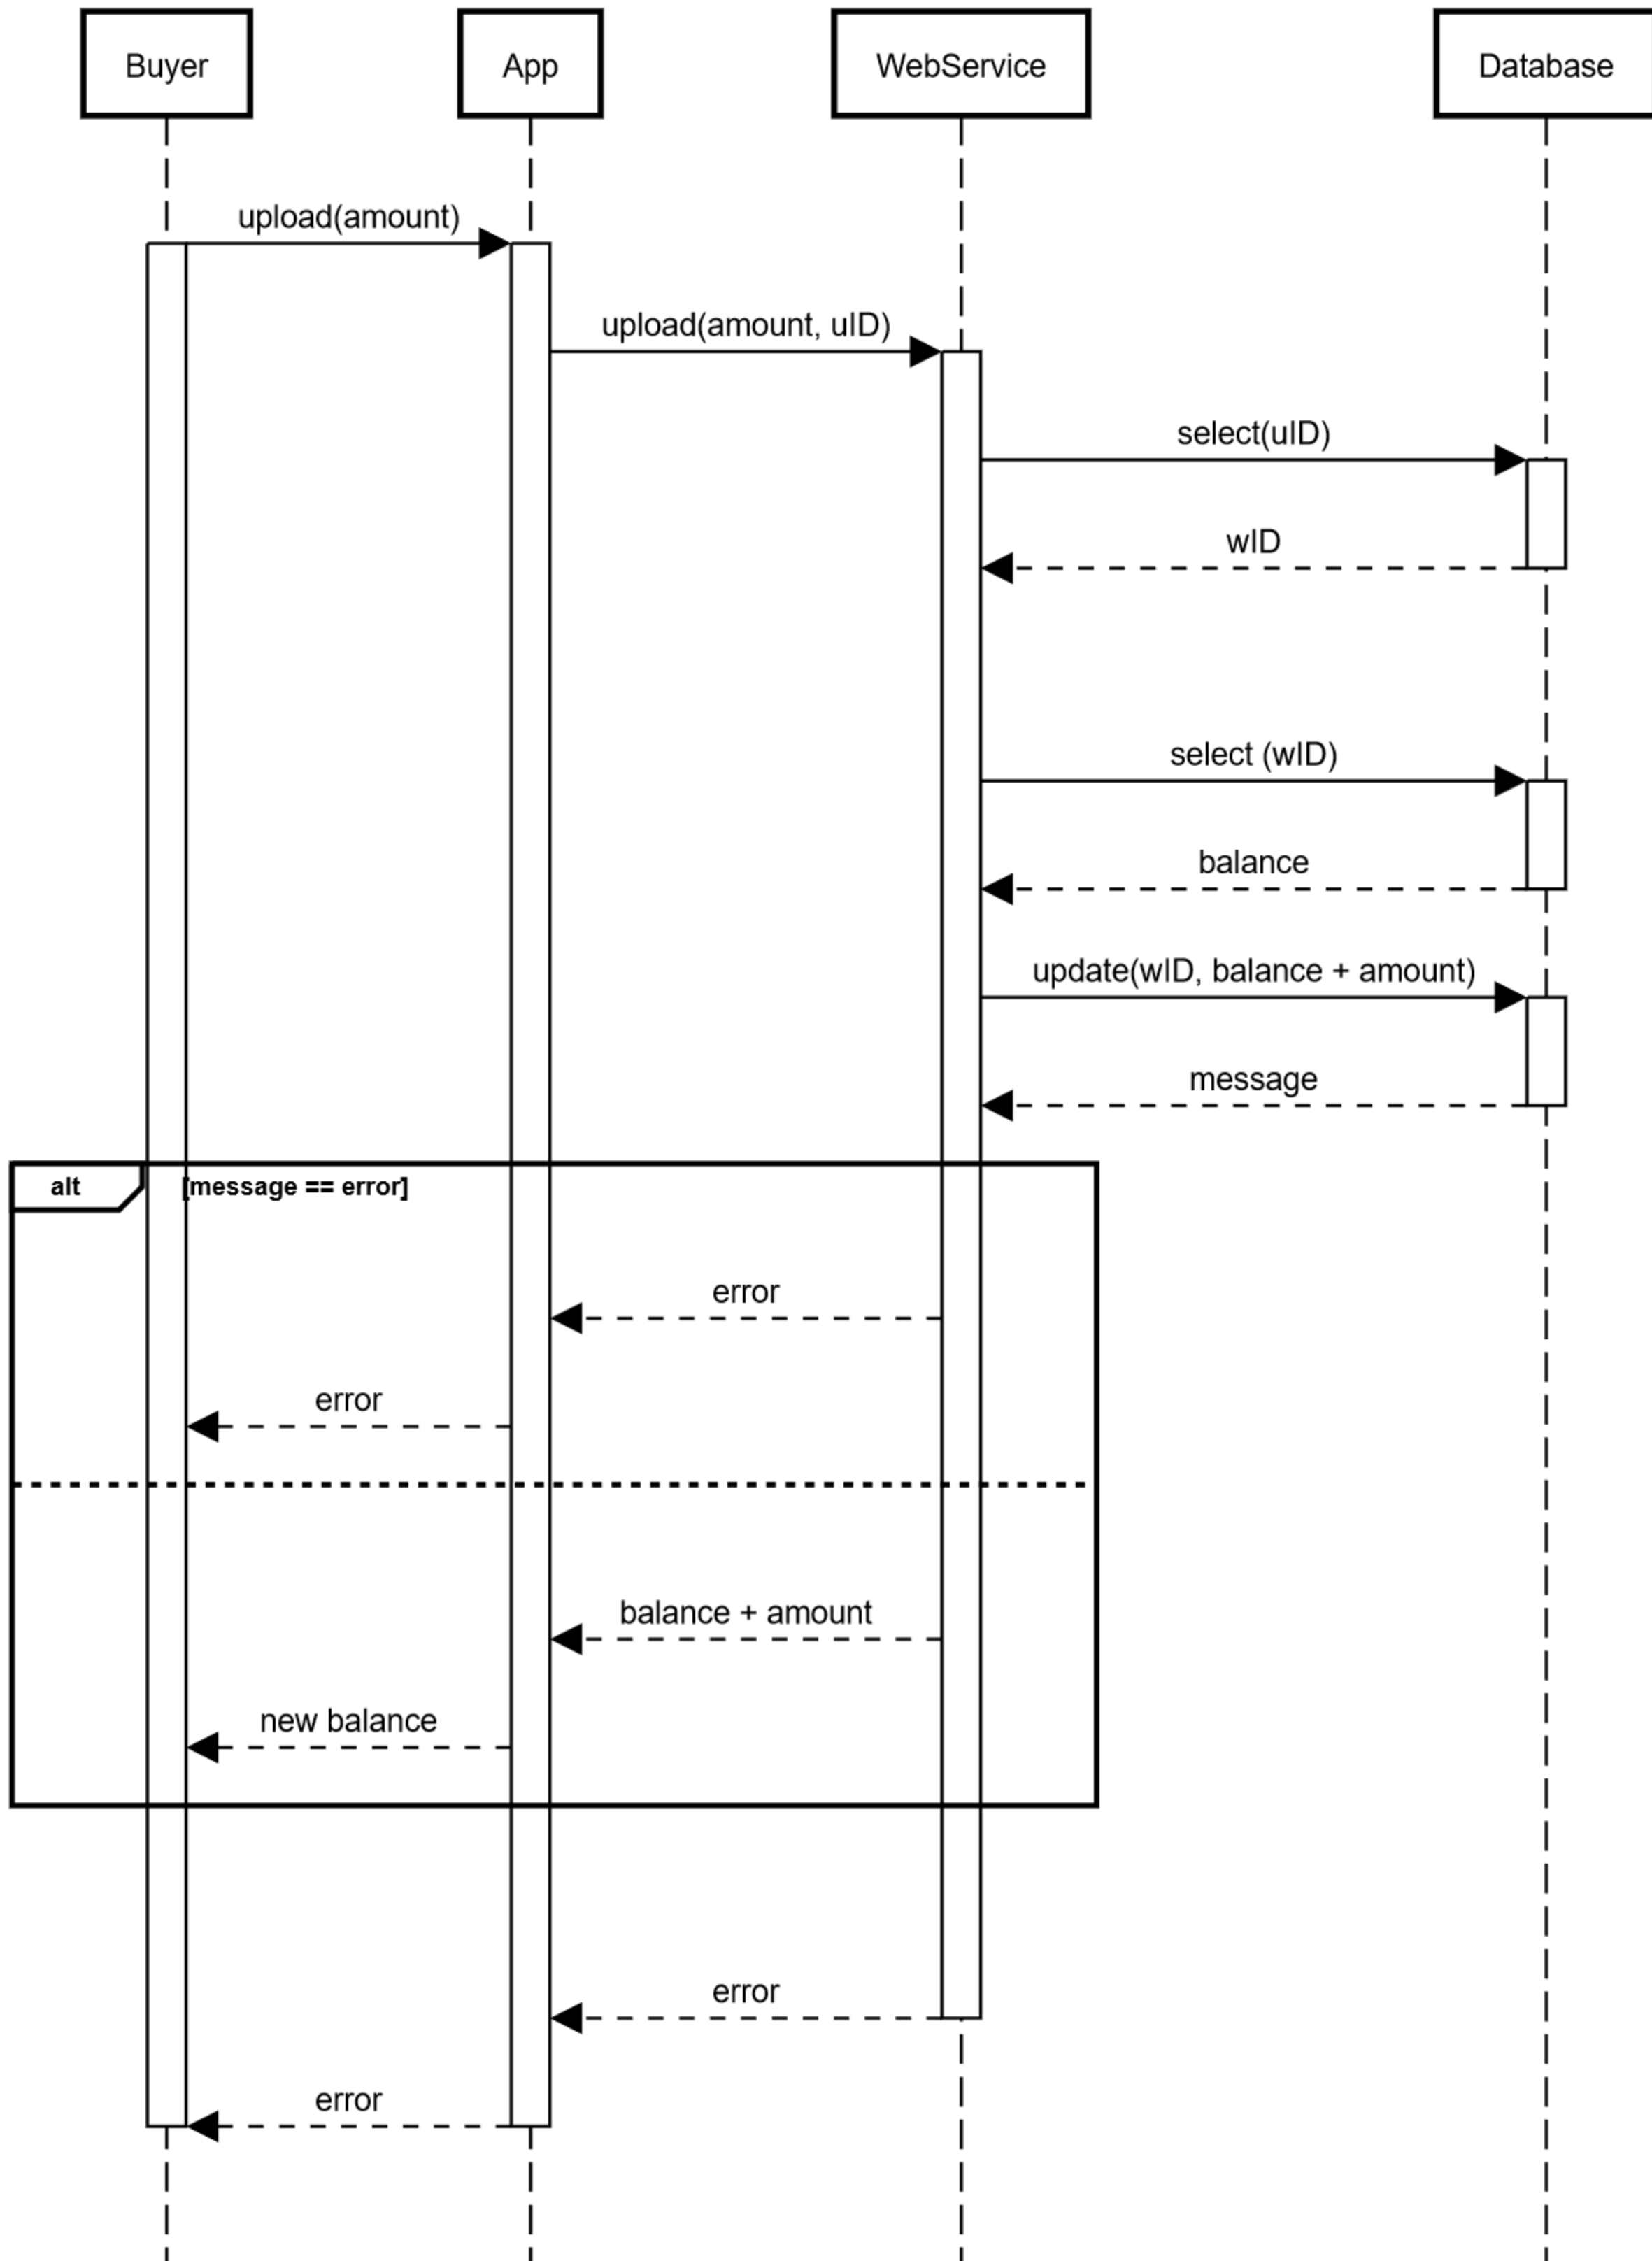 Buyer
App
WebService
Database
upload(amount)
upload(amount, uID)
select(uID)
wID
select (wID)
balance
update(wID, balance + amount)
message
alt
[message == error]
error
error
balance + amount
new balance
error
error